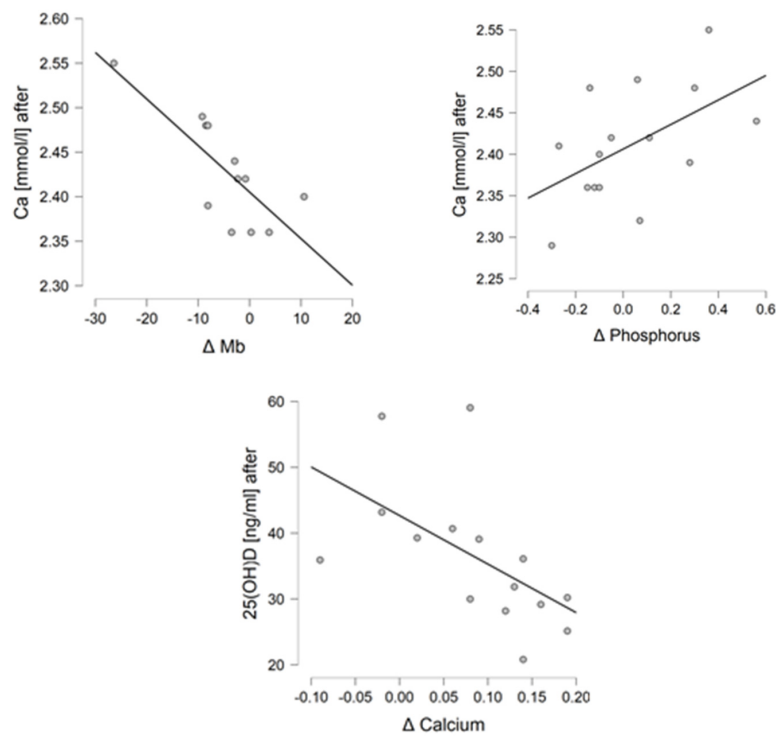 2.60
2.55
2.50
2.45
2.40
2.35
2.30
Ca [mmol/l] after
-30 -20 -10 0 10 20
Δ Mb
2.55
2.50
2.45
2.40
2.35
2.30
2.25
Ca [mmol/l] after
-0.4 -0.2 0.0 0.2 0.4 0.6
Δ Phosphorus
60
50
40
30
20
25(OH)D [ng/ml] after
-0.10 -0.05 0.00 0.05 0.10 0.15 0.20
Δ Calcium